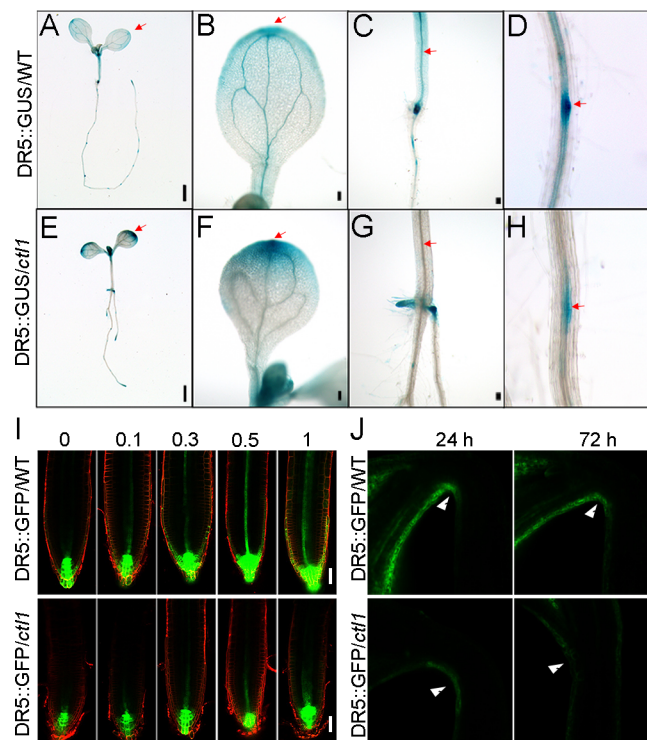 A B C D
DR5::GUS/WT
E F G H
DR5::GUS/ctl1
I 0 0.1 0.3 0.5 1
DR5::GFP/WT
DR5::GFP/ctl1
J 24 h 72 h
DR5::GFP/WT
DR5::GFP/ctl1